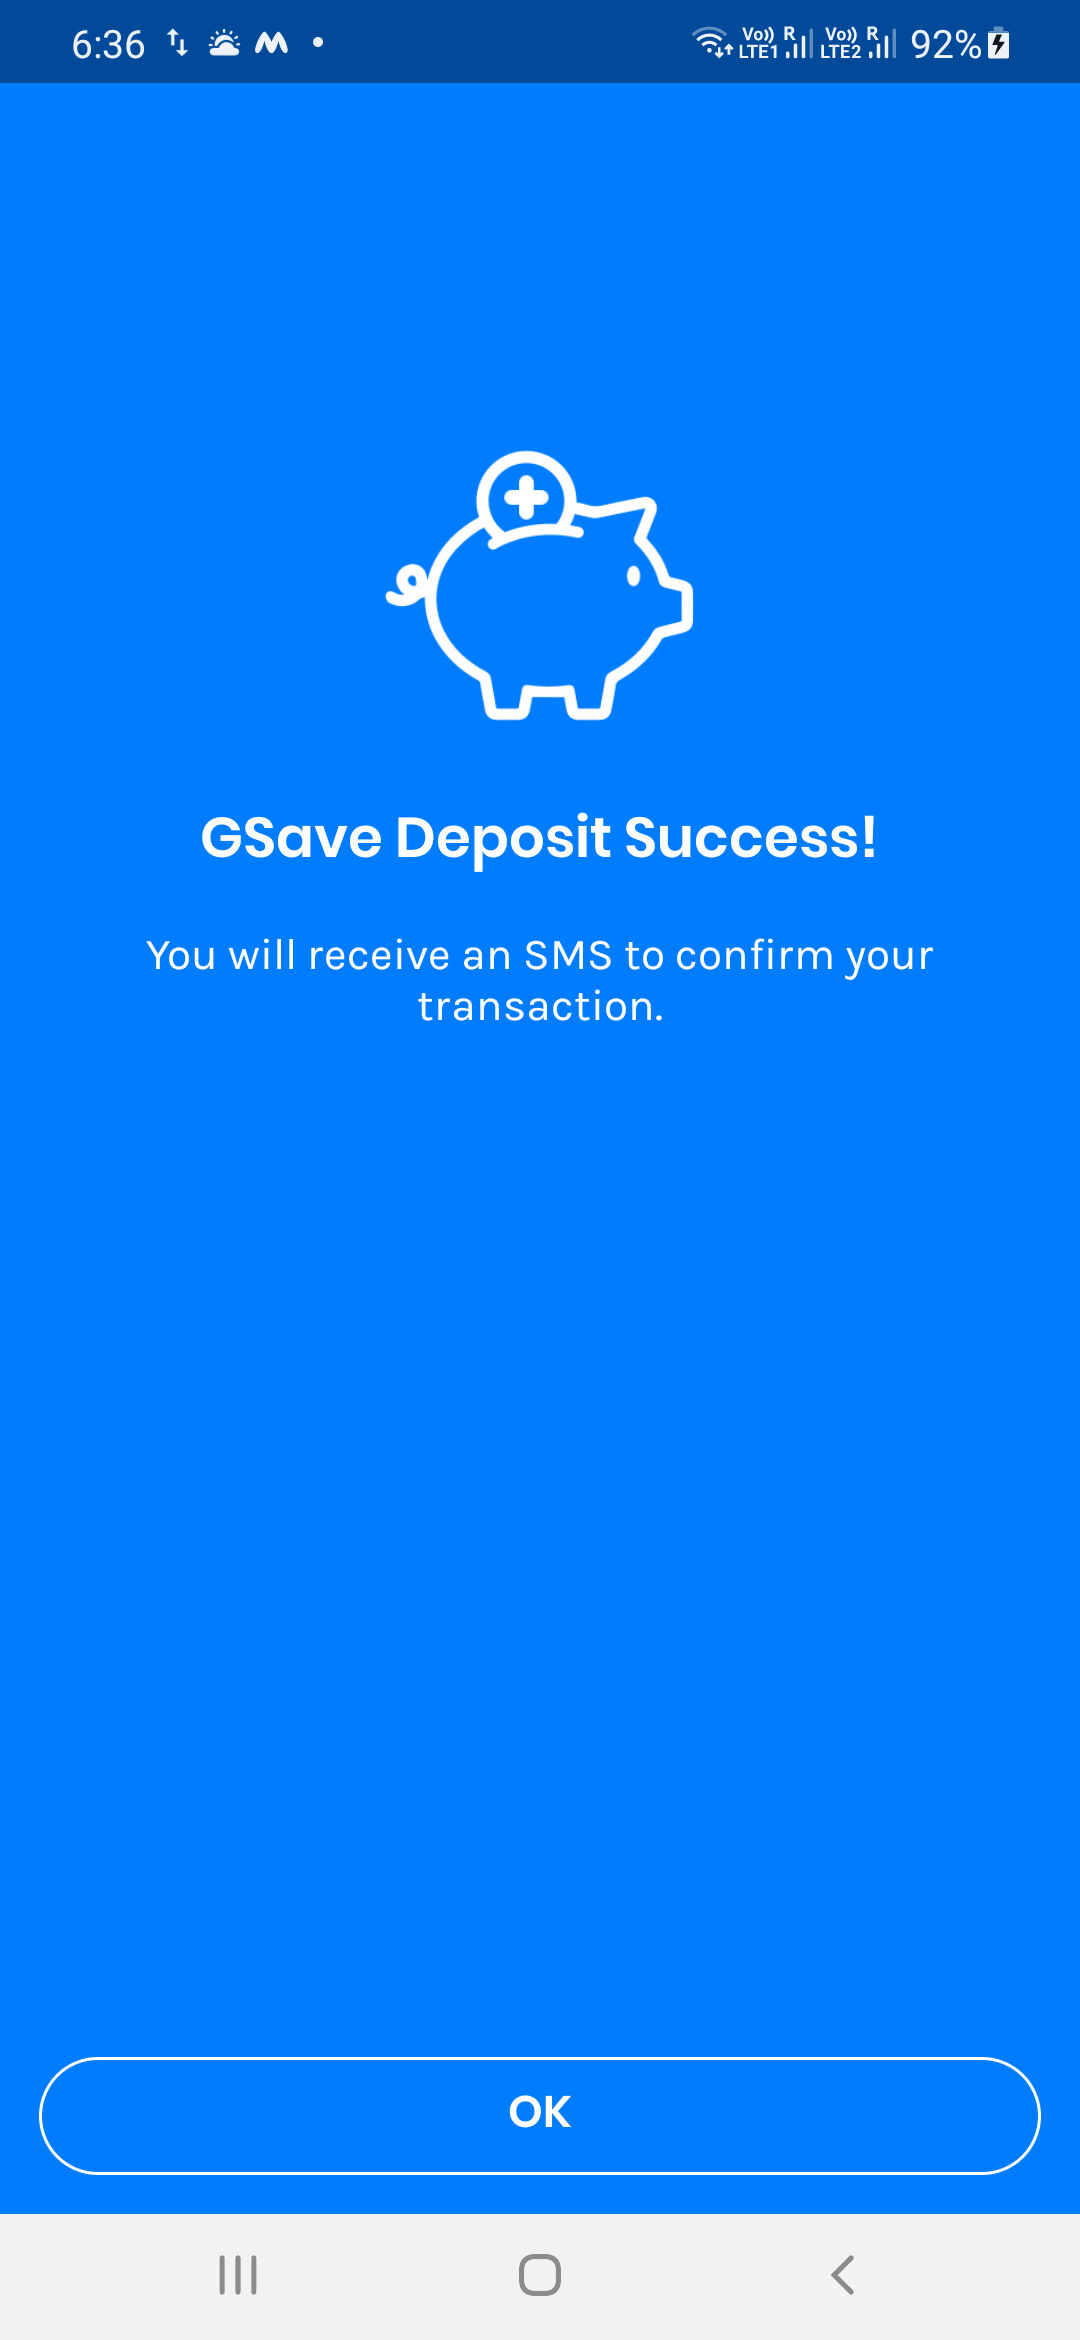 6:36
Vo)) R Vo)) R
LTE1 LTE2 92%
GSave Deposit Success!
You will receive an SMS to confirm your
transaction.
OK